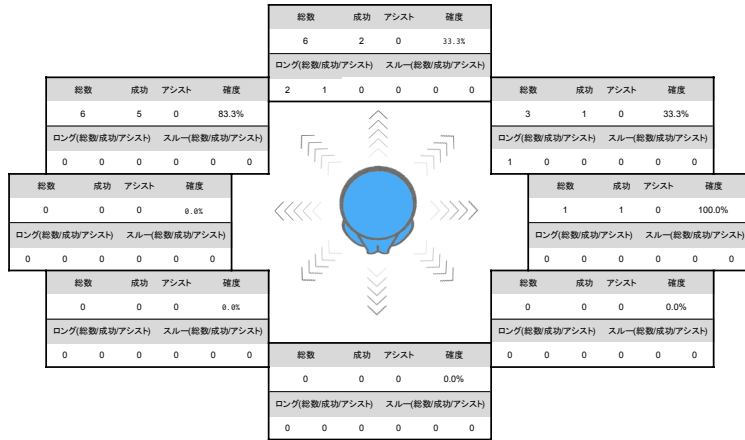 総数 成功 アシスト 確度
6 2 0 33.3%
ロング(総数/成功/アシスト) スルー(総数/成功/アシスト)
2 1 0 0 0 0
総数 成功 アシスト 確度
6 5 0 83.3%
ロング(総数/成功/アシスト) スルー(総数/成功/アシスト)
0 0 0 0 0 0
総数 成功 アシスト 確度
3 1 0 33.3%
ロング(総数/成功/アシスト) スルー(総数/成功/アシスト)
1 0 0 0 0 0
総数 成功 アシスト 確度
0 0 0 0.0%
ロング(総数/成功/アシスト) スルー(総数/成功/アシスト)
0 0 0 0 0 0
総数 成功 アシスト 確度
1 1 0 100.0%
ロング(総数/成功/アシスト) スルー(総数/成功/アシスト)
0 0 0 0 0 0
総数 成功 アシスト 確度
0 0 0 0.0%
ロング(総数/成功/アシスト) スルー(総数/成功/アシスト)
0 0 0 0 0 0
総数 成功 アシスト 確度
0 0 0 0.0%
ロング(総数/成功/アシスト) スルー(総数/成功/アシスト)
0 0 0 0 0 0
総数 成功 アシスト 確度
0 0 0 0.0%
ロング(総数/成功/アシスト) スルー(総数/成功/アシスト)
0 0 0 0 0 0